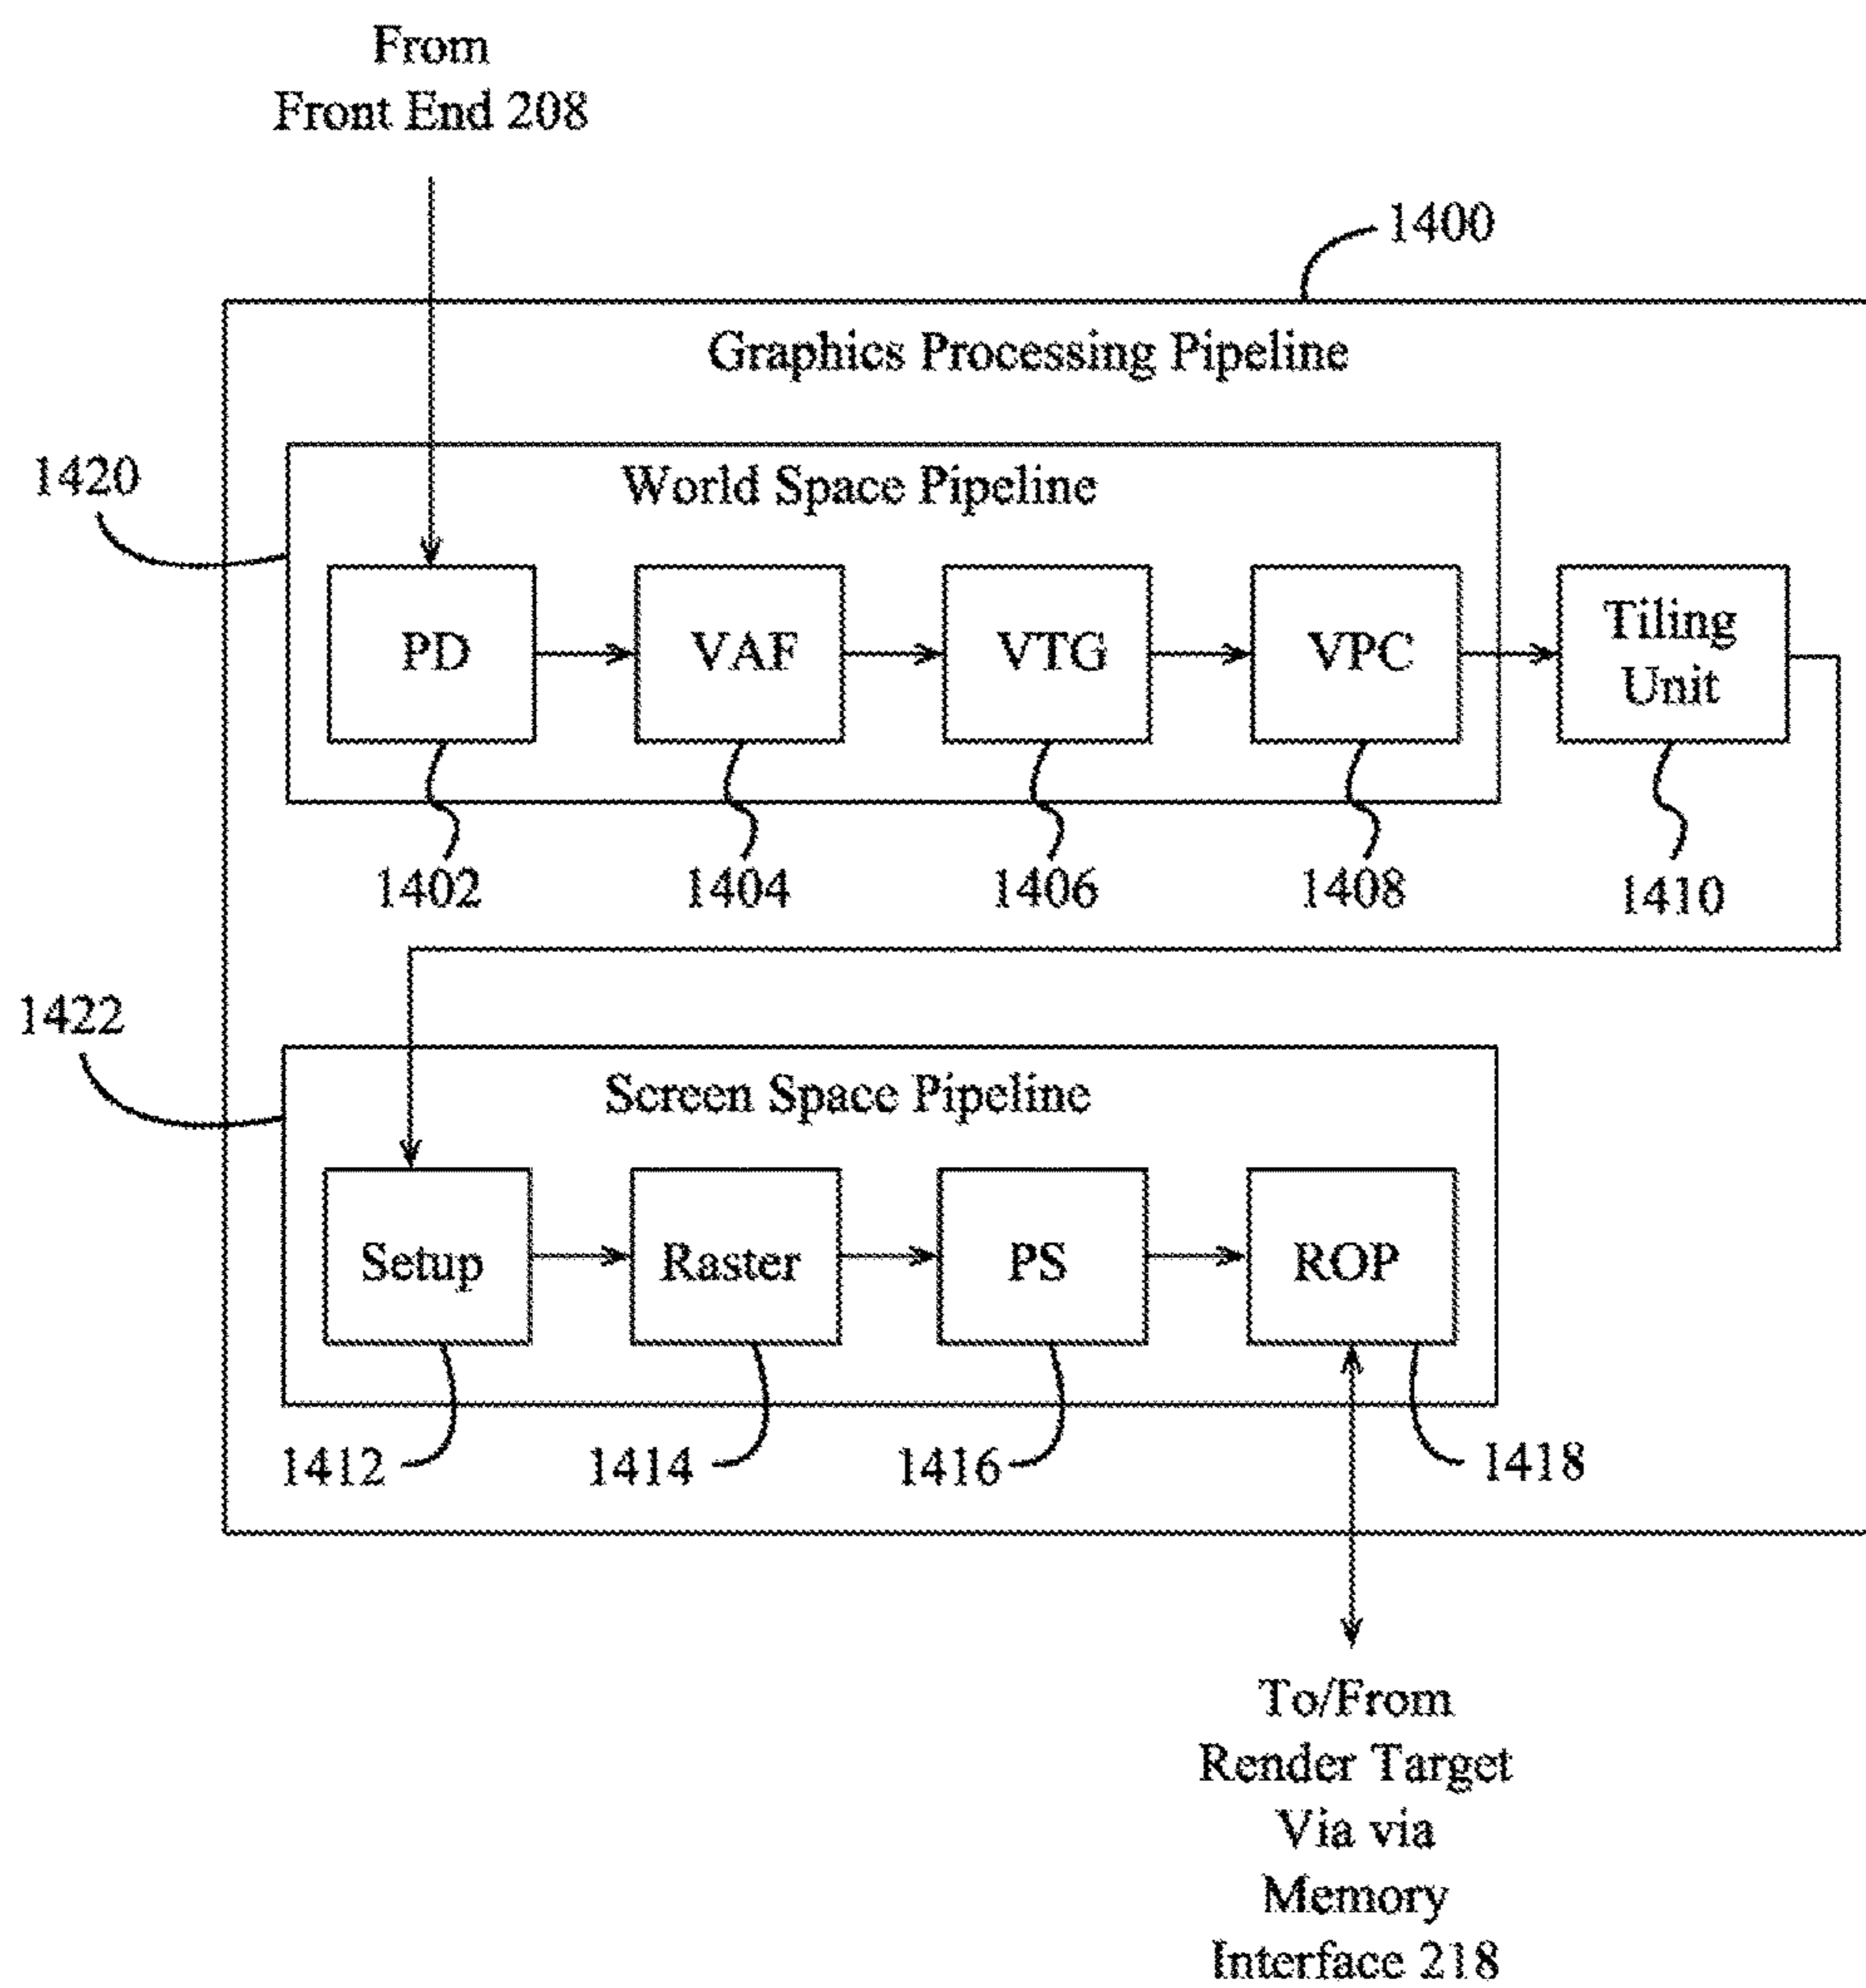 From
Front End 208
1400
Graphics Processing Pipeline
1420
World Space Pipeline
PD
VAF
VTG
VPC
Tiling
Unit
1402
1404
1406
1408
1410
1422
Screen Space Pipeline
Setup
Raster
PS
ROP
1412
1414
1416
1418
To/From
Render Target
Via via
Memory
Interface 218